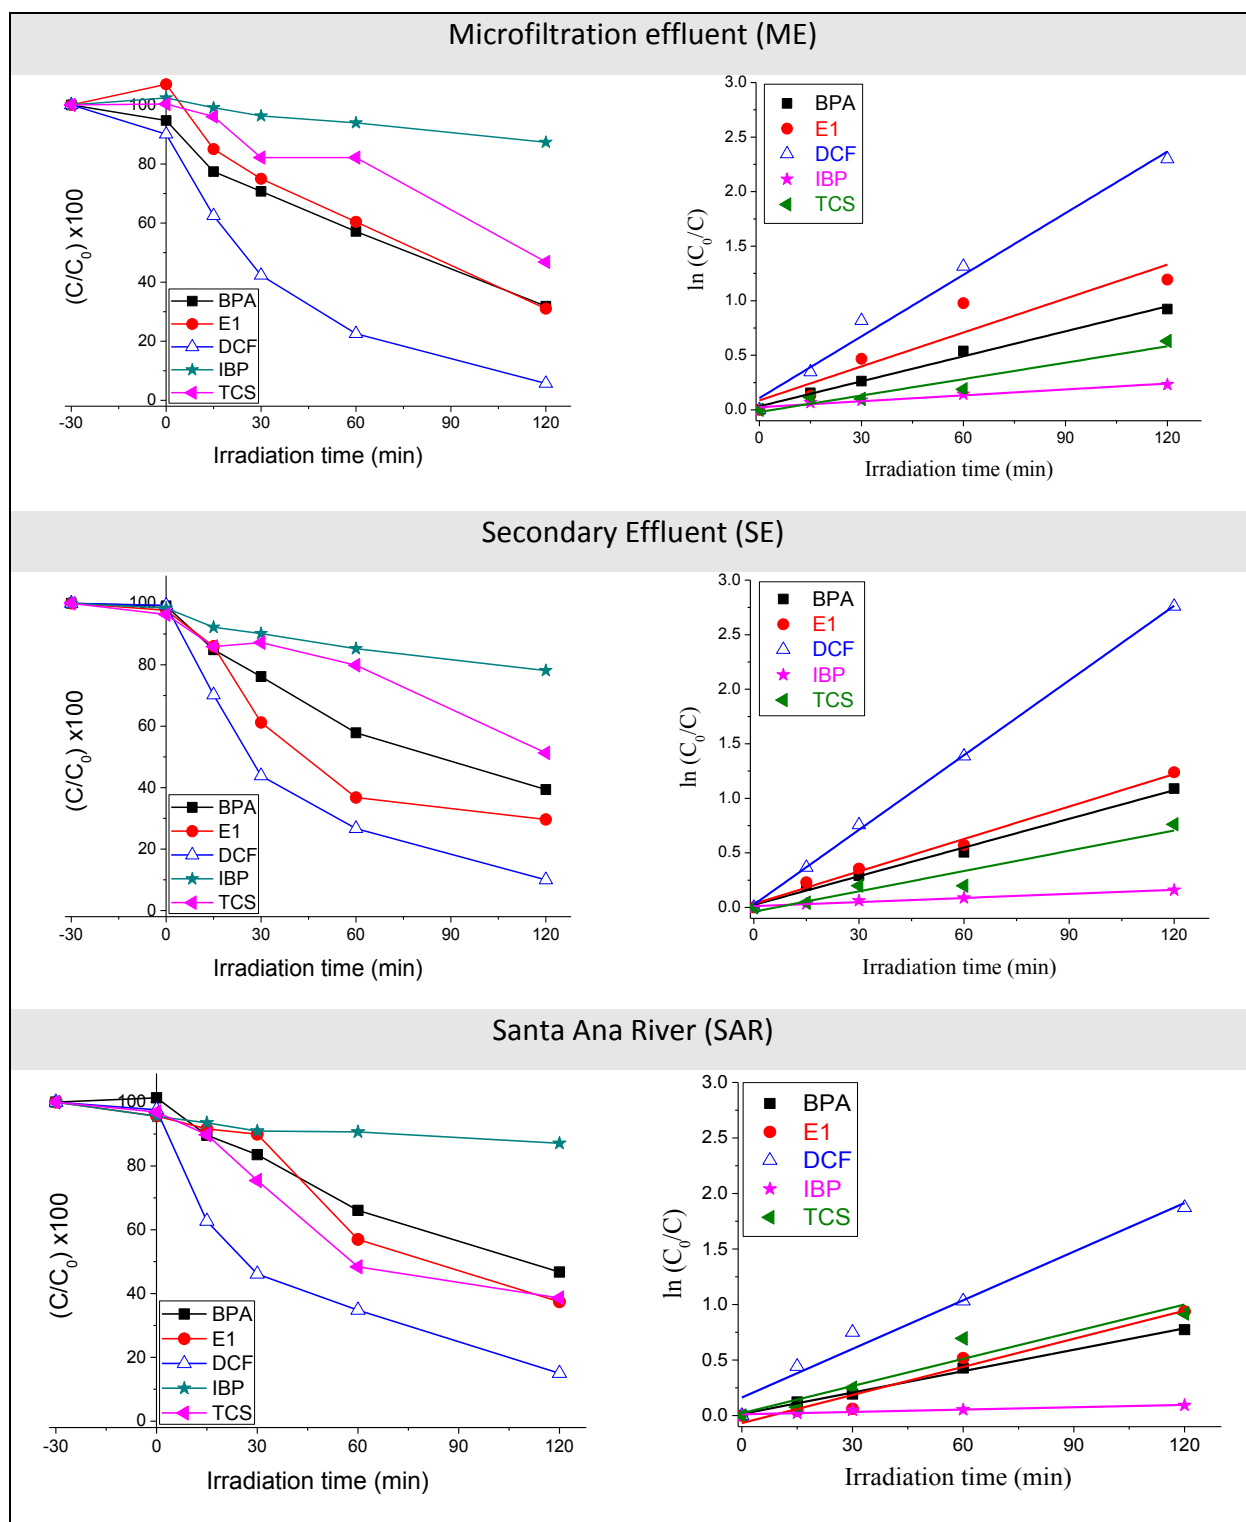 Microfiltration effluent (ME)
(C/C0) x100
100
80
60
40
20
0
BPA
E1
DCF
IBP
TCS
-30 0 30 60 90 120
Irradiation time (min)
ln (C0/C)
3.0
2.5
2.0
1.5
1.0
0.5
0.0
BPA
E1
DCF
IBP
TCS
0 30 60 90 120
Irradiation time (min)
Secondary Effluent (SE)
(C/C0) x100
100
80
60
40
20
0
BPA
E1
DCF
IBP
TCS
-30 0 30 60 90 120
Irradiation time (min)
ln (C0/C)
3.0
2.5
2.0
1.5
1.0
0.5
0.0
BPA
E1
DCF
IBP
TCS
0 30 60 90 120
Irradiation time (min)
Santa Ana River (SAR)
(C/C0) x100
100
80
60
40
20
0
BPA
E1
DCF
IBP
TCS
-30 0 30 60 90 120
Irradiation time (min)
ln (C0/C)
3.0
2.5
2.0
1.5
1.0
0.5
0.0
BPA
E1
DCF
IBP
TCS
0 30 60 90 120
Irradiation time (min)